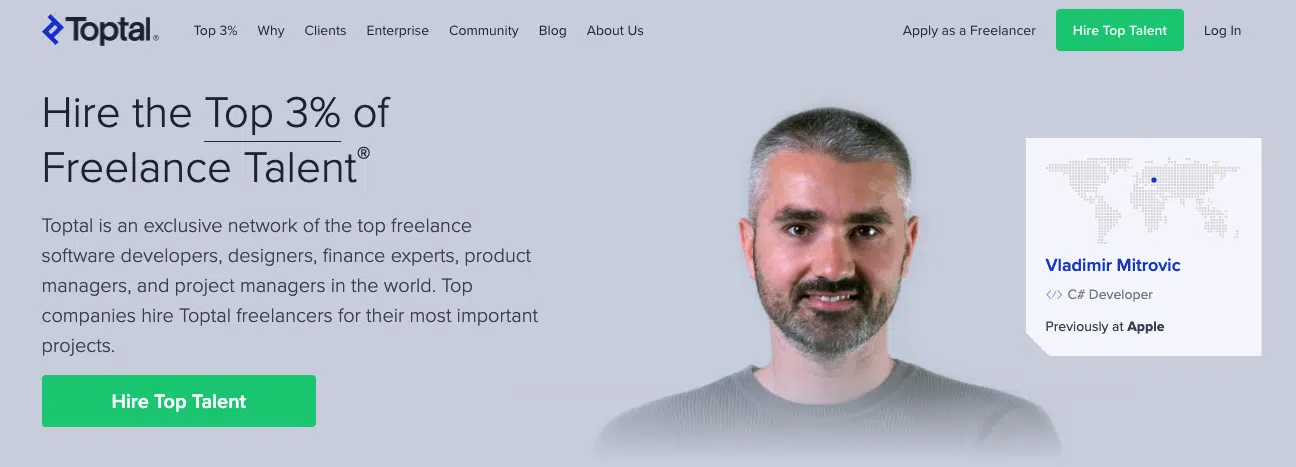 Toptal®
Top 3% Why Clients Enterprise Community Blog About Us
Apply as a Freelancer Hire Top Talent Log In
Hire the Top 3% of
Freelance Talent®
Toptal is an exclusive network of the top freelance
software developers, designers, finance experts, product
managers, and project managers in the world. Top
companies hire Toptal freelancers for their most important
projects.
Hire Top Talent
Vladimir Mitrovic
</> C# Developer
Previously at Apple